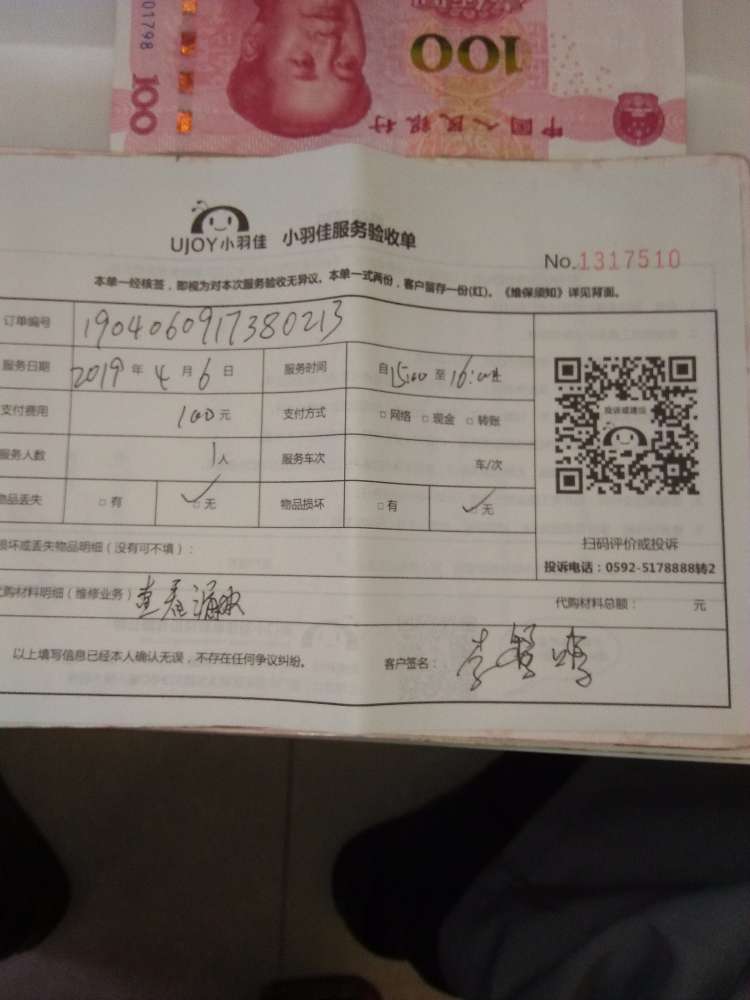 01798
100
100
中国人民银行
UJOY小羽佳 小羽佳服务验收单
No.1317510
本单一经核签，即视为对本次服务验收无异议。本单一式两份，客户留存一份(红)。《维保须知》详见背面。
订单编号 1904060917380213
服务日期 2019年4月6日 服务时间 自15:00至16:00止
支付费用 100元 支付方式 □网络 □现金 □转账
服务人数 1人 服务车次 车/次
物品丢失 □有 ☑无 物品损坏 □有 ☑无
投诉或建议
扫码评价或投诉
投诉电话：0592-5178888转2
损坏或丢失物品明细（没有可不填）：
代购材料明细（维修业务） 查看漏水 代购材料总额： 元
以上填写信息已经本人确认无误，不存在任何争议纠纷。 客户签名：